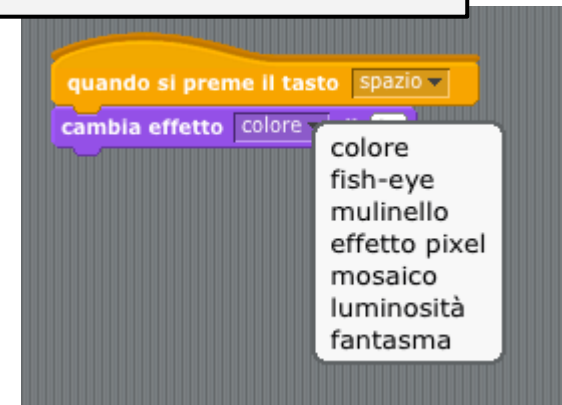 quando si preme il tasto spazio
cambia effetto colore
colore
fish-eye
mulinello
effetto pixel
mosaico
luminosità
fantasma